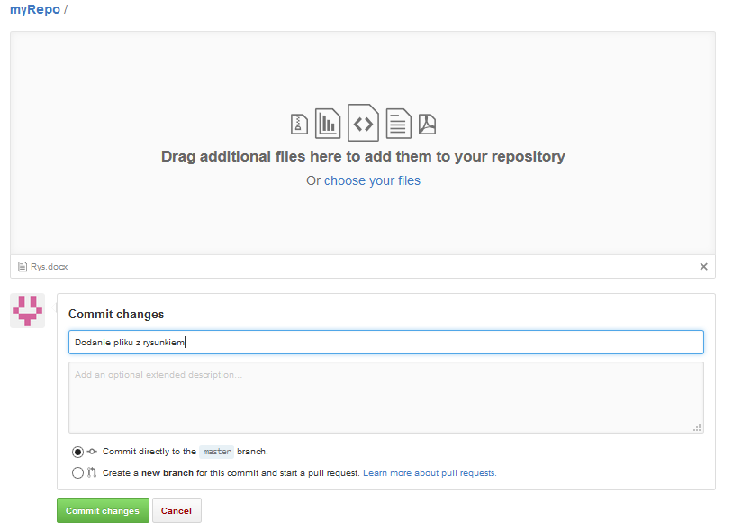 myRepo /
Drag additional files here to add them to your repository
Or choose your files
Rys.docx
Commit changes
Dodanie pliku z rysunkiem
Add an optional extended description...
Commit directly to the master branch
Create a new branch for this commit and start a pull request. Learn more about pull requests.
Commit changes Cancel